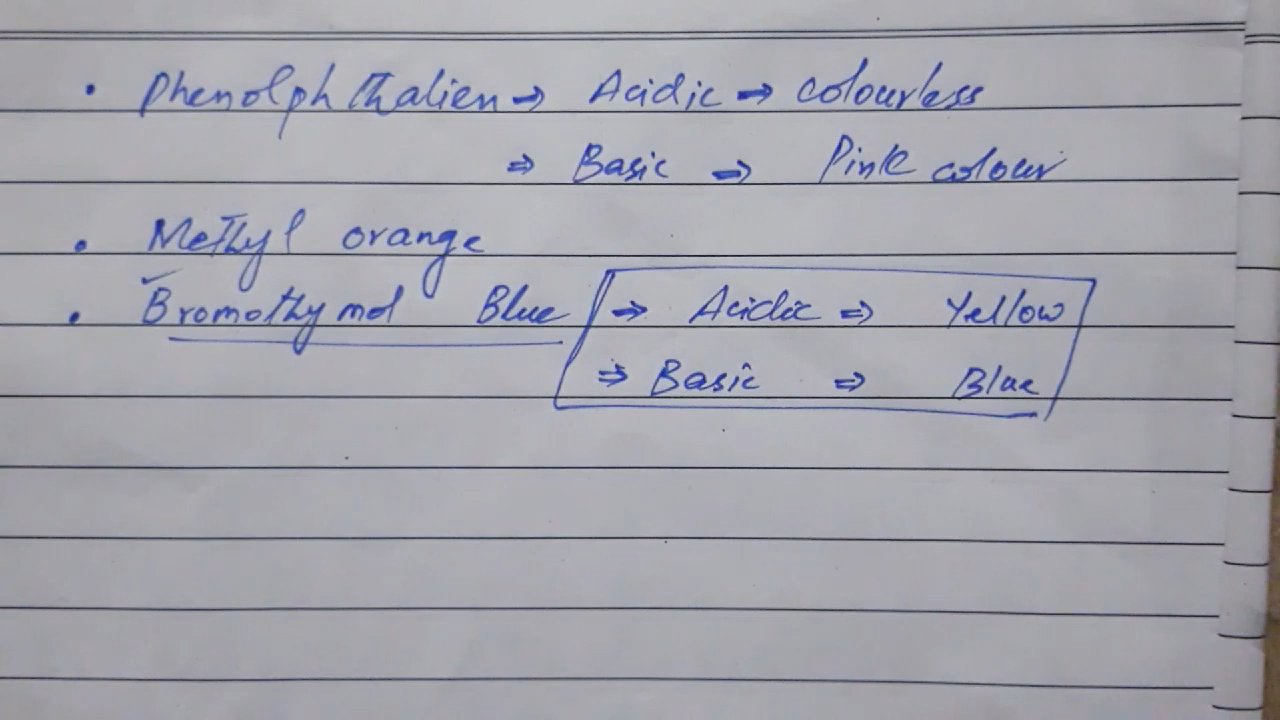 • Phenolphthalien → Acidic → colourless
⇒ Basic ⇒ Pink colour
• Methyl orange
• Bromothymol Blue → Acidic ⇒ Yellow
⇒ Basic ⇒ Blue